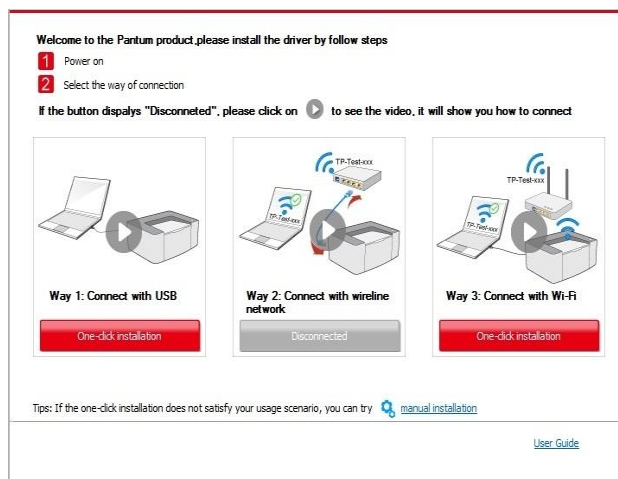 Welcome to the Pantum product,please install the driver by follow steps
1 Power on
2 Select the way of connection
If the button dispalys "Disconneted", please click on to see the video, it will show you how to connect
TP-Test-xxx
TP-Test-xxx
TP-Test-xxx
TP-Test-xxx
Way 1: Connect with USB
Way 2: Connect with wireline
network
Way 3: Connect with Wi-Fi
One-click installation
Disconnected
One-click installation
Tips: If the one-click installation does not satisfy your usage scenario, you can try manual installation
User Guide